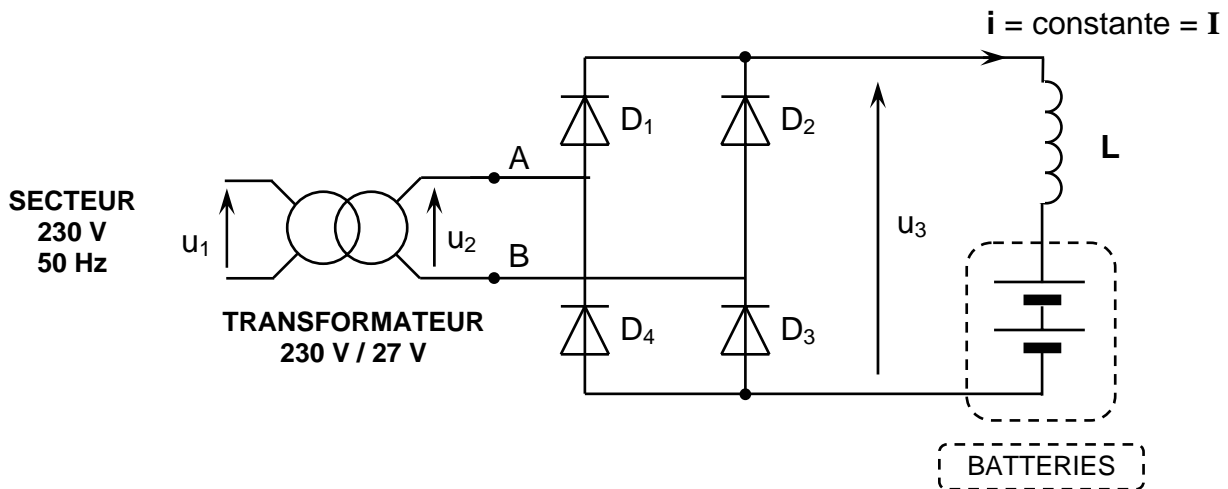 i = constante = I
D1
D2
A
L
SECTEUR
230 V
50 Hz
u1
u2
u3
B
TRANSFORMATEUR
230 V / 27 V
D4
D3
BATTERIES